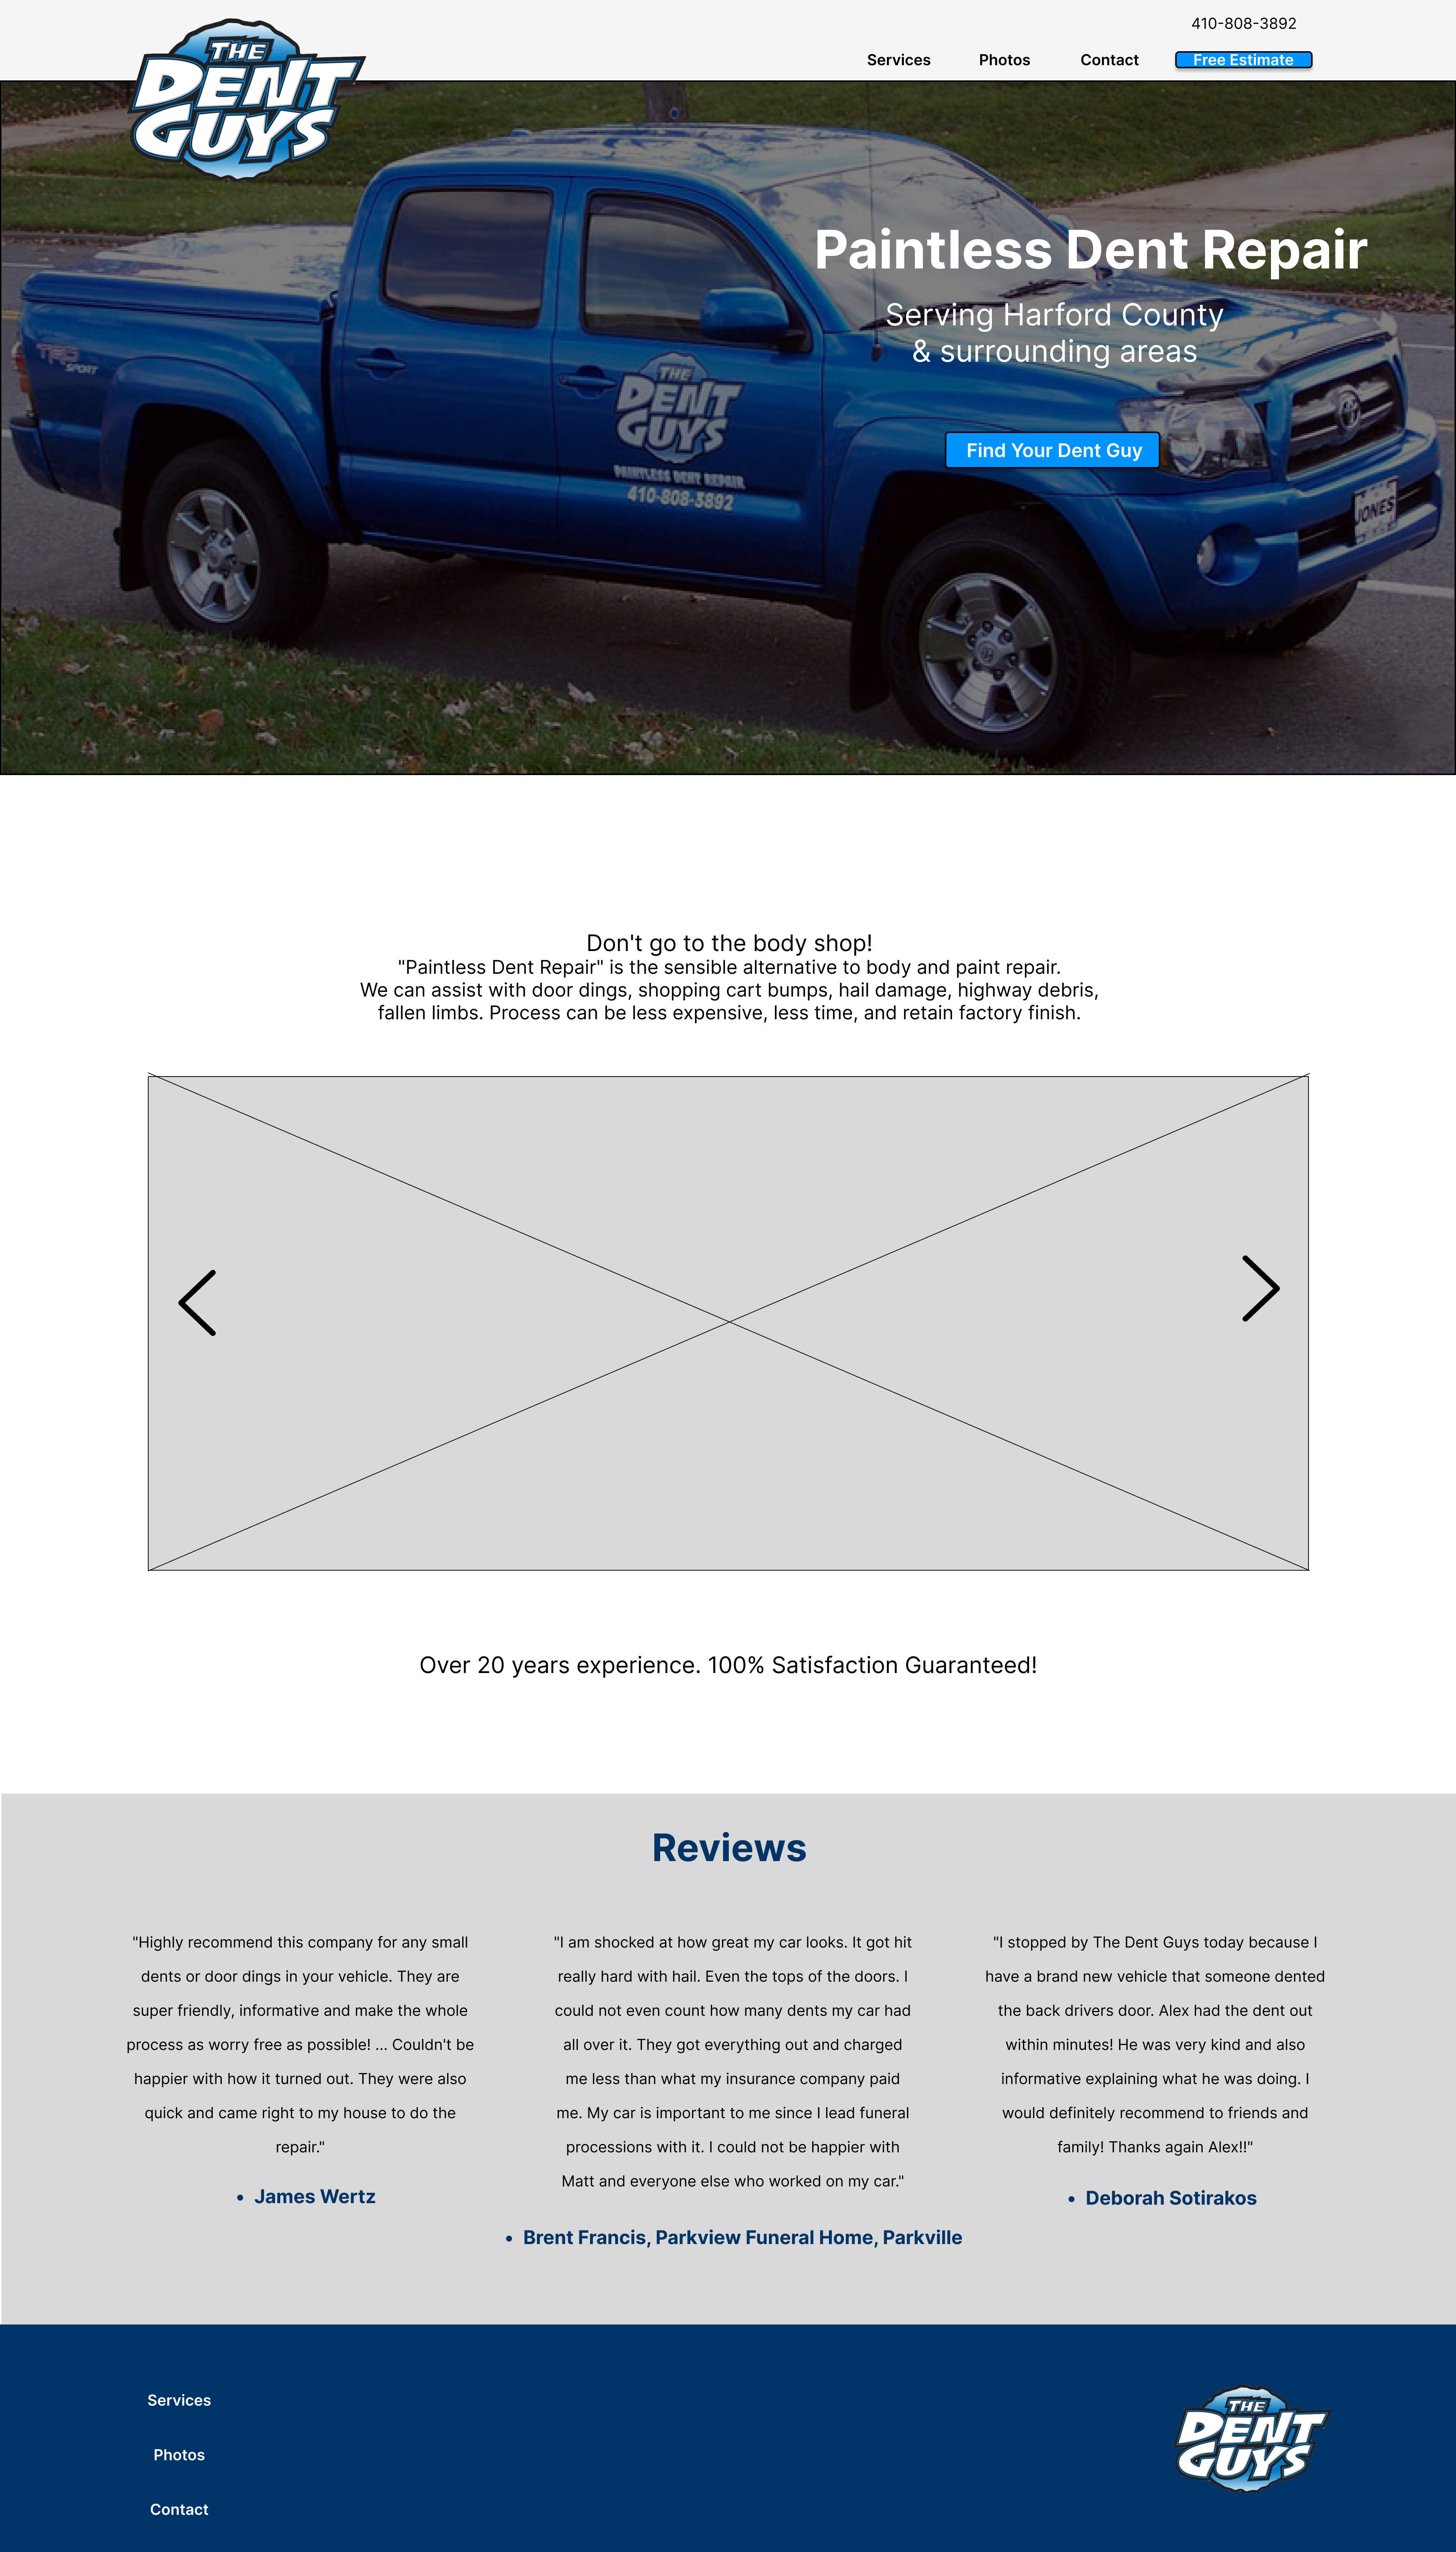 410-808-3892
THE
DENT
GUYS
Services Photos Contact Free Estimate
Paintless Dent Repair
Serving Harford County
& surrounding areas
TRD
SPORT
THE
DENT
GUYS
PAINTLESS DENT REPAIR
410-808-3892
Find Your Dent Guy
JONES
Don't go to the body shop!
"Paintless Dent Repair" is the sensible alternative to body and paint repair.
We can assist with door dings, shopping cart bumps, hail damage, highway debris,
fallen limbs. Process can be less expensive, less time, and retain factory finish.
Over 20 years experience. 100% Satisfaction Guaranteed!
Reviews
"Highly recommend this company for any small
dents or door dings in your vehicle. They are
super friendly, informative and make the whole
process as worry free as possible! ... Couldn't be
happier with how it turned out. They were also
quick and came right to my house to do the
repair."
• James Wertz
"I am shocked at how great my car looks. It got hit
really hard with hail. Even the tops of the doors. I
could not even count how many dents my car had
all over it. They got everything out and charged
me less than what my insurance company paid
me. My car is important to me since I lead funeral
processions with it. I could not be happier with
Matt and everyone else who worked on my car."
• Brent Francis, Parkview Funeral Home, Parkville
"I stopped by The Dent Guys today because I
have a brand new vehicle that someone dented
the back drivers door. Alex had the dent out
within minutes! He was very kind and also
informative explaining what he was doing. I
would definitely recommend to friends and
family! Thanks again Alex!!"
• Deborah Sotirakos
Services
Photos
Contact
THE
DENT
GUYS